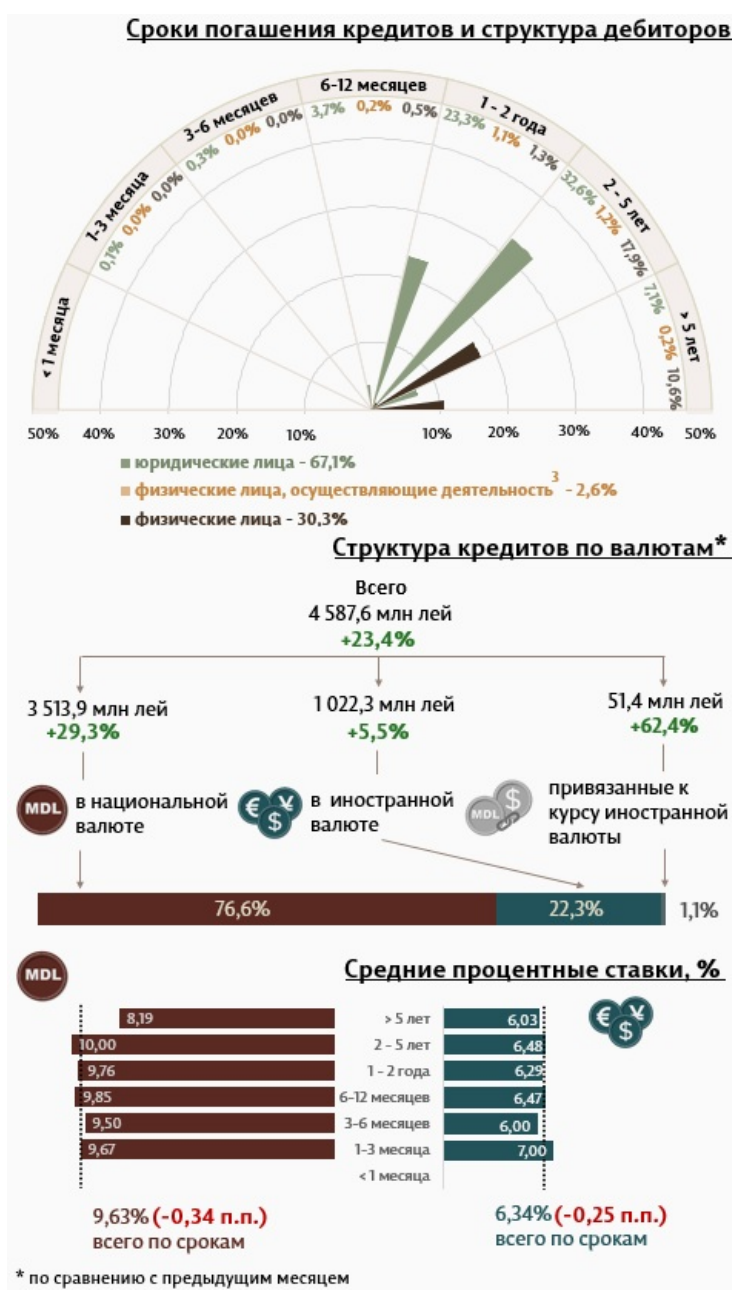 Сроки погашения кредитов и структура дебиторов
< 1 месяца
1-3 месяца
3-6 месяцев
6-12 месяцев
1 - 2 года
2 - 5 лет
> 5 лет
0,1% 0,0% 0,0%
0,3% 0,0% 0,0%
3,7% 0,2% 0,5%
23,3% 1,1% 1,3%
32,6% 1,2% 17,9%
7,1% 0,2% 10,6%
50% 40% 30% 20% 10% 10% 20% 30% 40% 50%
юридические лица - 67,1%
физические лица, осуществляющие деятельность3 - 2,6%
физические лица - 30,3%
Структура кредитов по валютам*
Всего
4 587,6 млн лей
+23,4%
3 513,9 млн лей
+29,3%
1 022,3 млн лей
+5,5%
51,4 млн лей
+62,4%
MDL
в национальной
валюте
€ ¥ $
в иностранной
валюте
MDL $
привязанные к
курсу иностранной
валюты
76,6% 22,3% 1,1%
MDL
Средние процентные ставки, %
€ ¥ $
8,19 > 5 лет 6,03
10,00 2 - 5 лет 6,48
9,76 1 - 2 года 6,29
9,85 6-12 месяцев 6,47
9,50 3-6 месяцев 6,00
9,67 1-3 месяца 7,00
< 1 месяца
9,63% (-0,34 п.п.)
всего по срокам
6,34% (-0,25 п.п.)
всего по срокам
* по сравнению с предыдущим месяцем